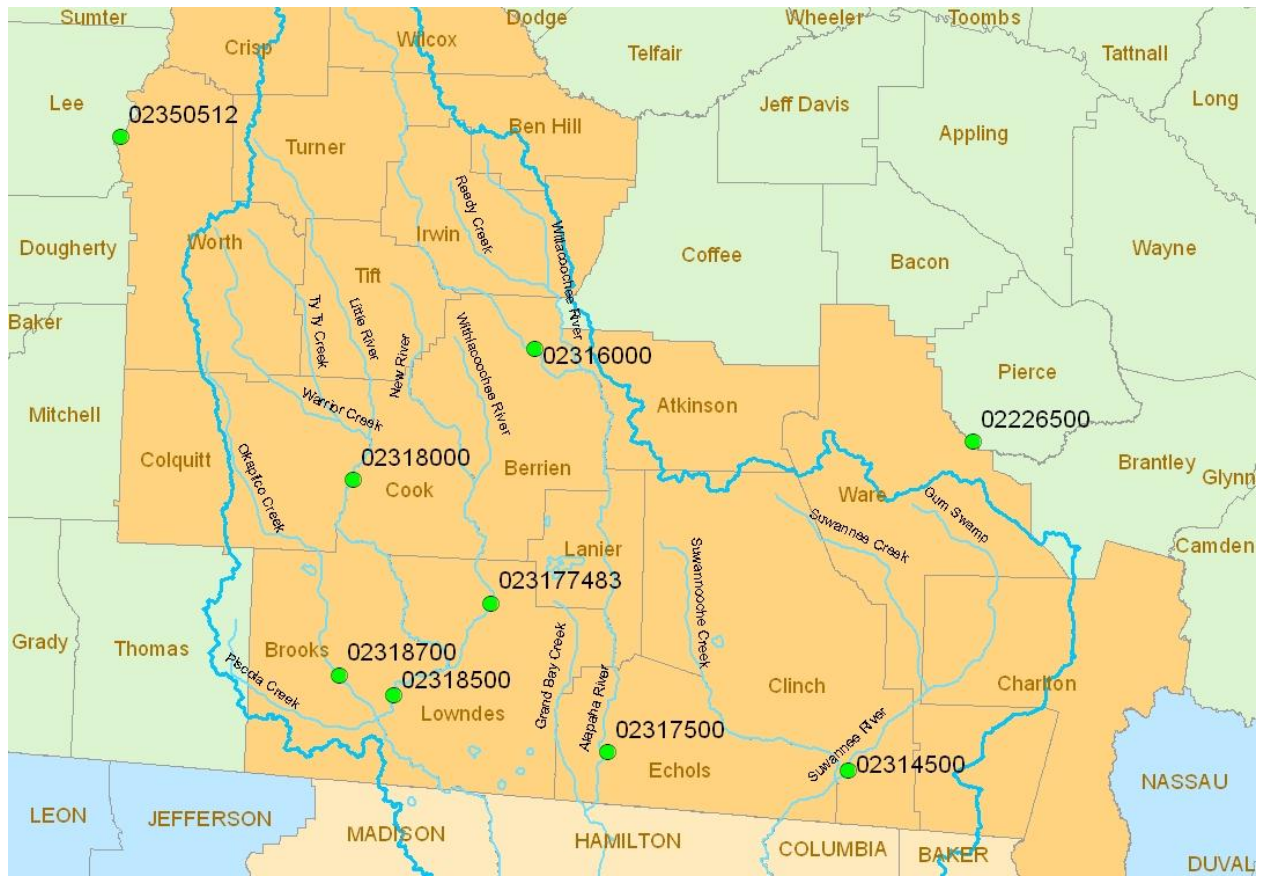 Sumter
Dodge
Wheeler
Toombs
Crisp
Wilcox
Telfair
Tattnall
Lee
02350512
Jeff Davis
Long
Ben Hill
Appling
Turner
Reedy Creek
Dougherty
Worth
Irwin
Withlacoochee River
Coffee
Bacon
Wayne
Tift
Baker
Ty Ty Creek
Little River
New River
Withlacoochee River
02316000
Pierce
Mitchell
Warrior Creek
Atkinson
02226500
Colquitt
Okapilco Creek
02318000
Cook
Berrien
Brantley
Glynn
Ware
Gum Swamp
Suwannee Creek
Lanier
Suwannooche Creek
Camden
023177483
Grady
Thomas
Brooks
02318700
Piscola Creek
02318500
Lowndes
Grand Bay Creek
Alapaha River
Clinch
Charlton
02317500
Echols
Suwannee River
02314500
NASSAU
LEON
JEFFERSON
MADISON
HAMILTON
COLUMBIA
BAKER
DUVAL